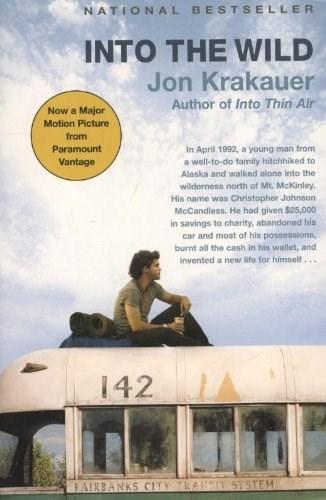 NATIONAL BESTSELLER
INTO THE WILD
Jon Krakauer
Author of Into Thin Air
Now a Major
Motion Picture
from
Paramount
Vantage
In April 1992, a young man from
a well-to-do family hitchhiked to
Alaska and walked alone into the
wilderness north of Mt. McKinley.
His name was Christopher Johnson
McCandless. He had given $25,000
in savings to charity, abandoned his
car and most of his possessions,
burnt all the cash in his wallet, and
invented a new life for himself . . .
142
FAIRBANKS CITY TRANSIT SYSTEM